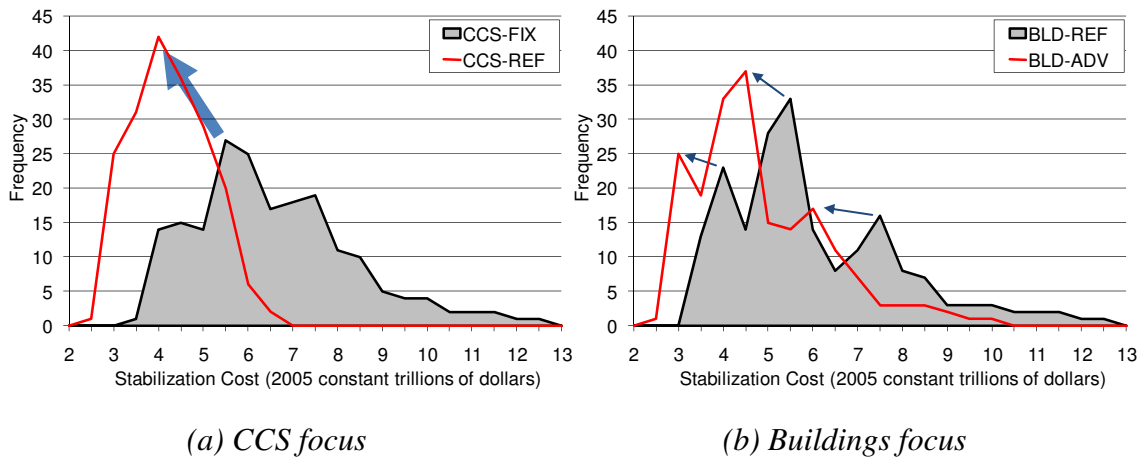 45
40
35
30
25
20
15
10
5
0
Frequency
CCS-FIX
CCS-REF
2 3 4 5 6 7 8 9 10 11 12 13
Stabilization Cost (2005 constant trillions of dollars)
(a) CCS focus
45
40
35
30
25
20
15
10
5
0
Frequency
BLD-REF
BLD-ADV
2 3 4 5 6 7 8 9 10 11 12 13
Stabilization Cost (2005 constant trillions of dollars)
(b) Buildings focus